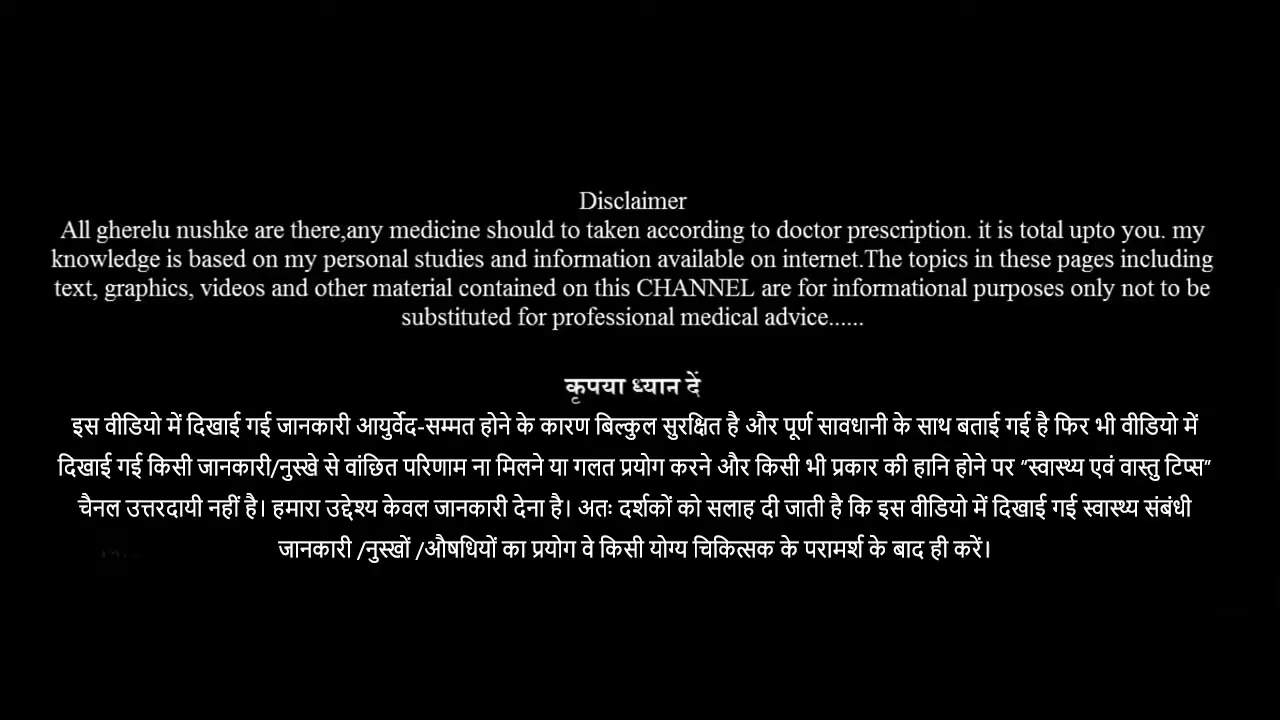 Disclaimer
All gherelu nushke are there,any medicine should to taken according to doctor prescription. it is total upto you. my
knowledge is based on my personal studies and information available on internet.The topics in these pages including
text, graphics, videos and other material contained on this CHANNEL are for informational purposes only not to be
substituted for professional medical advice......
कृपया ध्यान दें
इस वीडियो में दिखाई गई जानकारी आयुर्वेद-सम्मत होने के कारण बिल्कुल सुरक्षित है और पूर्ण सावधानी के साथ बताई गई है फिर भी वीडियो में
दिखाई गई किसी जानकारी/नुस्खे से वांछित परिणाम ना मिलने या गलत प्रयोग करने और किसी भी प्रकार की हानि होने पर “स्वास्थ्य एवं वास्तु टिप्स”
चैनल उत्तरदायी नहीं है। हमारा उद्देश्य केवल जानकारी देना है। अतः दर्शकों को सलाह दी जाती है कि इस वीडियो में दिखाई गई स्वास्थ्य संबंधी
जानकारी /नुस्खों /औषधियों का प्रयोग वे किसी योग्य चिकित्सक के परामर्श के बाद ही करें।